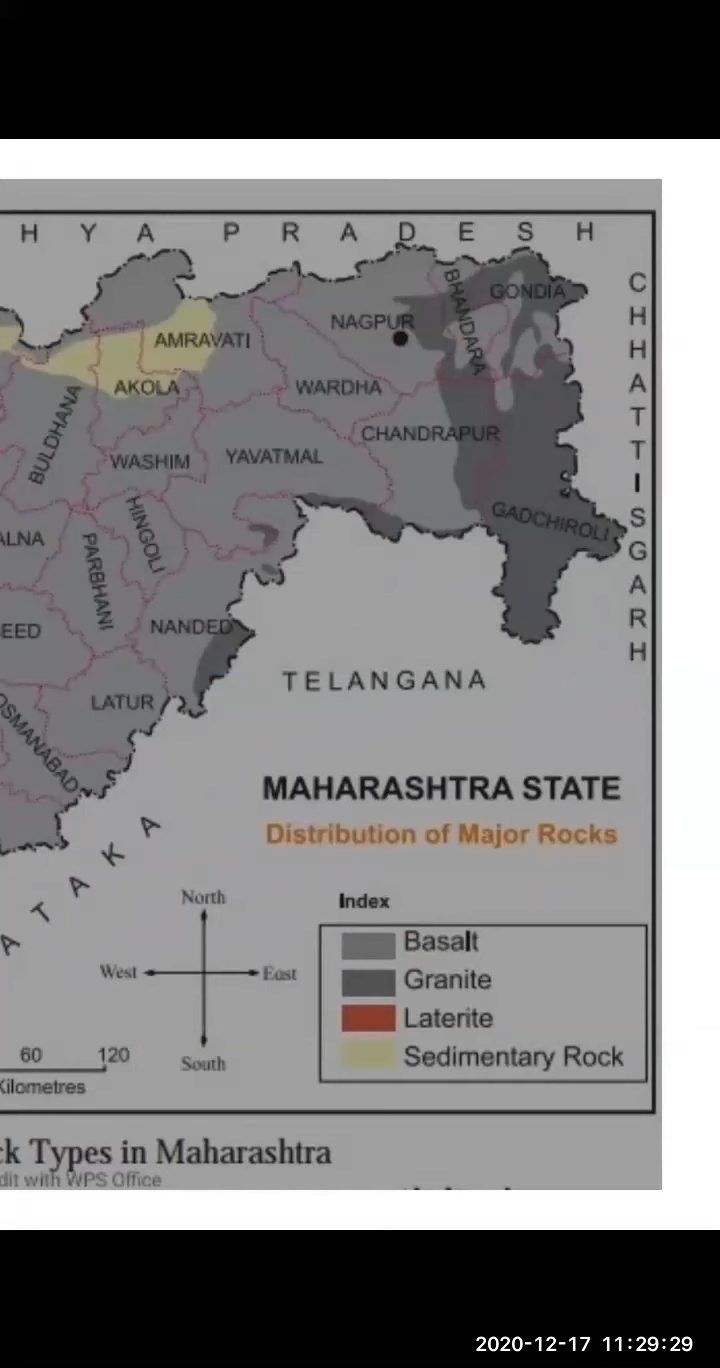 H Y A P R A D E S H
CHHATTISGARH
GONDIA
BHANDARA
NAGPUR
AMRAVATI
AKOLA
WARDHA
BULDHANA
CHANDRAPUR
WASHIM
YAVATMAL
GADCHIROLI
HINGOLI
ALNA
PARBHANI
EED
NANDED
LATUR
OSMANABAD
TELANGANA
MAHARASHTRA STATE
Distribution of Major Rocks
A T A K A
North
West
East
South
Index
Basalt
Granite
Laterite
Sedimentary Rock
60 120
Kilometres
ck Types in Maharashtra
dit with WPS Office
2020-12-17 11:29:29